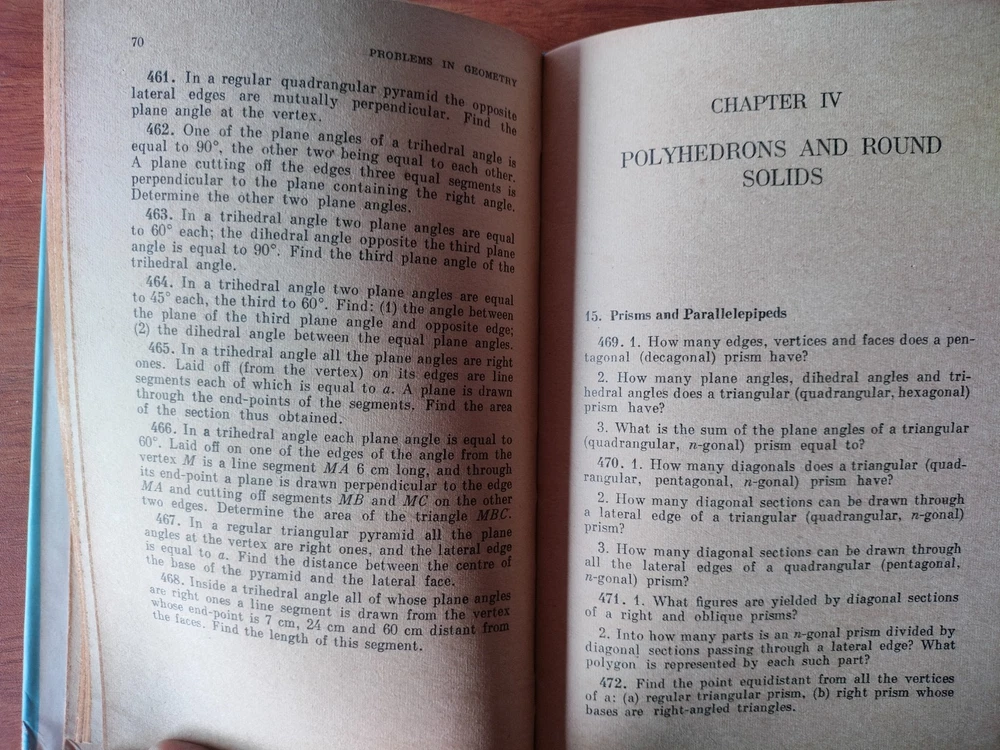 70
PROBLEMS IN GEOMETRY
461. In a regular quadrangular pyramid the opposite
lateral edges are mutually perpendicular. Find the
plane angle at the vertex.
462. One of the plane angles of a trihedral angle is
equal to 90°, the other two being equal to each other.
A plane cutting off the edges three equal segments is
perpendicular to the plane containing the right angle.
Determine the other two plane angles.
463. In a trihedral angle two plane angles are equal
to 60° each; the dihedral angle opposite the third plane
angle is equal to 90°. Find the third plane angle of the
trihedral angle.
464. In a trihedral angle two plane angles are equal
to 45° each, the third to 60°. Find: (1) the angle between
the plane of the third plane angle and opposite edge;
(2) the dihedral angle between the equal plane angles.
465. In a trihedral angle all the plane angles are right
ones. Laid off (from the vertex) on its edges are line
segments each of which is equal to a. A plane is drawn
through the end-points of the segments. Find the area
of the section thus obtained.
466. In a trihedral angle each plane angle is equal to
60°. Laid off on one of the edges of the angle from the
vertex M is a line segment MA 6 cm long, and through
its end-point a plane is drawn perpendicular to the edge
MA and cutting off segments MB and MC on the other
two edges. Determine the area of the triangle MBC.
467. In a regular triangular pyramid all the plane
angles at the vertex are right ones, and the lateral edge
is equal to a. Find the distance between the centre of
the base of the pyramid and the lateral face.
468. Inside a trihedral angle all of whose plane angles
are right ones a line segment is drawn from the vertex
whose end-point is 7 cm, 24 cm and 60 cm distant from
the faces. Find the length of this segment.
CHAPTER IV
POLYHEDRONS AND ROUND
SOLIDS
15. Prisms and Parallelepipeds
469. 1. How many edges, vertices and faces does a pen-
tagonal (decagonal) prism have?
2. How many plane angles, dihedral angles and tri-
hedral angles does a triangular (quadrangular, hexagonal)
prism have?
3. What is the sum of the plane angles of a triangular
(quadrangular, n-gonal) prism equal to?
470. 1. How many diagonals does a triangular (quad-
rangular, pentagonal, n-gonal) prism have?
2. How many diagonal sections can be drawn through
a lateral edge of a triangular (quadrangular, n-gonal)
prism?
3. How many diagonal sections can be drawn through
all the lateral edges of a quadrangular (pentagonal,
n-gonal) prism?
471. 1. What figures are yielded by diagonal sections
of a right and oblique prisms?
2. Into how many parts is an n-gonal prism divided by
diagonal sections passing through a lateral edge? What
polygon is represented by each such part?
472. Find the point equidistant from all the vertices
of a: (a) regular triangular prism, (b) right prism whose
bases are right-angled triangles.